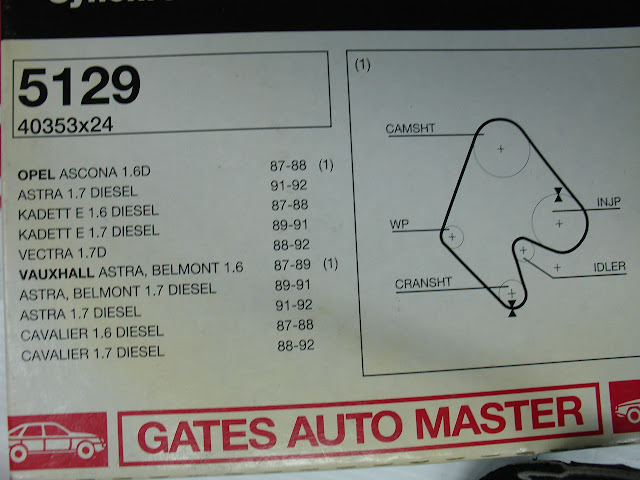 5129
40353x24
OPEL ASCONA 1.6D 87-88 (1)
ASTRA 1.7 DIESEL 91-92
KADETT E 1.6 DIESEL 87-88
KADETT E 1.7 DIESEL 89-91
VECTRA 1.7D 88-92
VAUXHALL ASTRA, BELMONT 1.6 87-89 (1)
ASTRA, BELMONT 1.7 DIESEL 89-91
ASTRA 1.7 DIESEL 91-92
CAVALIER 1.6 DIESEL 87-88
CAVALIER 1.7 DIESEL 88-92
(1)
CAMSHT
INJP
WP
IDLER
CRANSHT
GATES AUTO MASTER